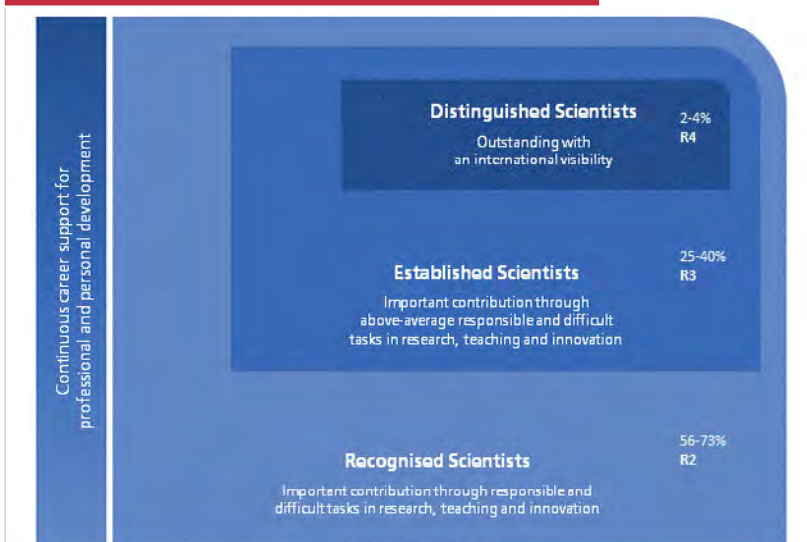 Continuous career support for
professional and personal development
Distinguished Scientists
Outstanding with
an international visibility
2-4%
R4
Established Scientists
Important contribution through
above-average responsible and difficult
tasks in research, teaching and innovation
25-40%
R3
Recognised Scientists
Important contribution through responsible and
difficult tasks in research, teaching and innovation
56-73%
R2